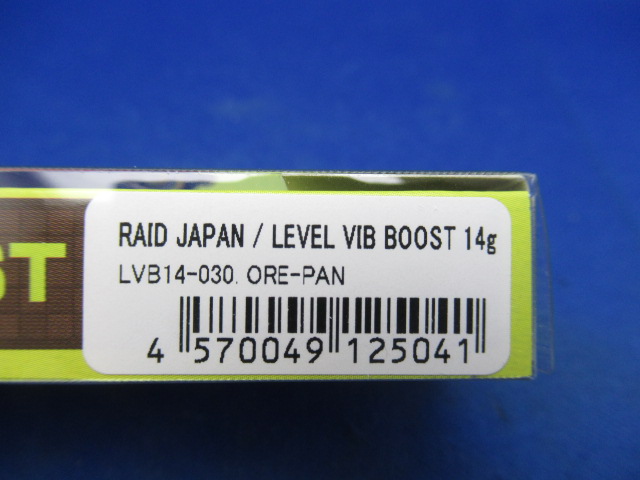 ST
RAID JAPAN / LEVEL VIB BOOST 14g
LVB14-030. ORE-PAN
4 570049 125041